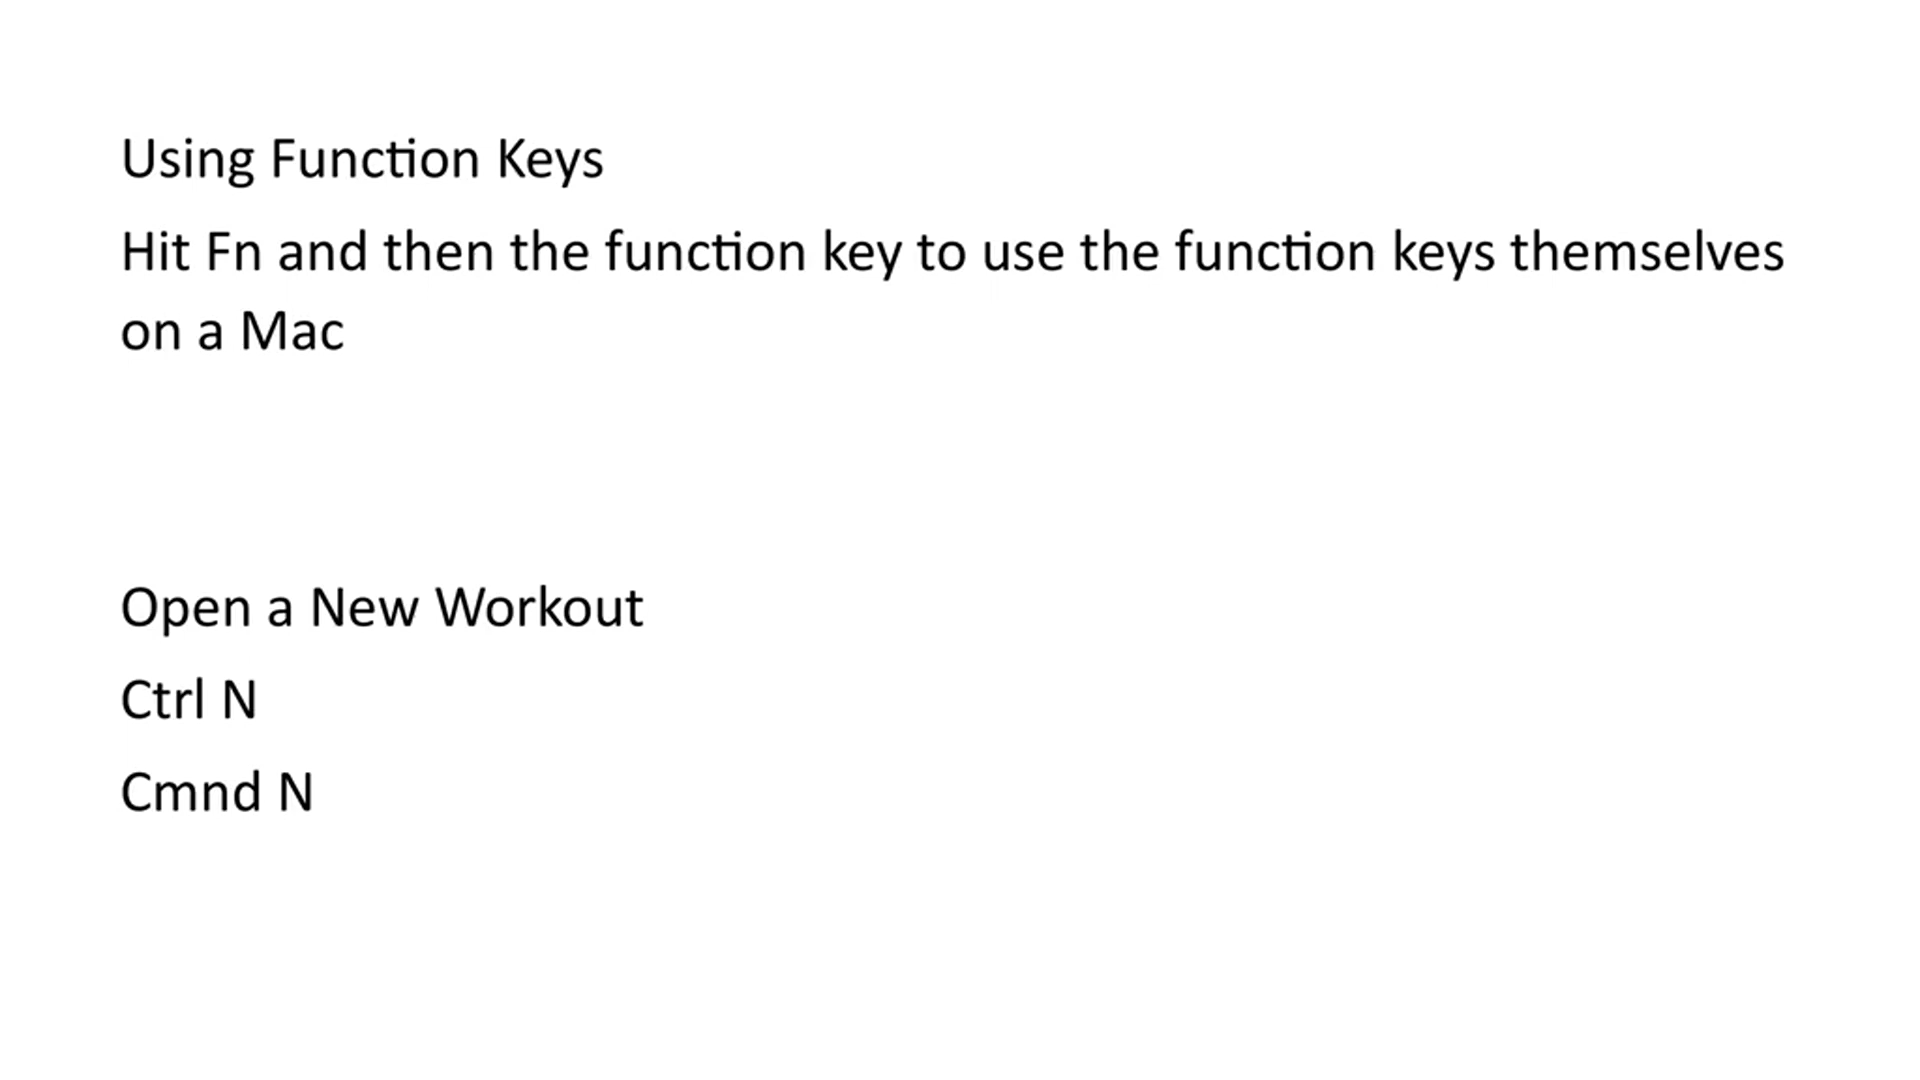 Using Function Keys
Hit Fn and then the function key to use the function keys themselves
on a Mac
Open a New Workout
Ctrl N
Cmnd N